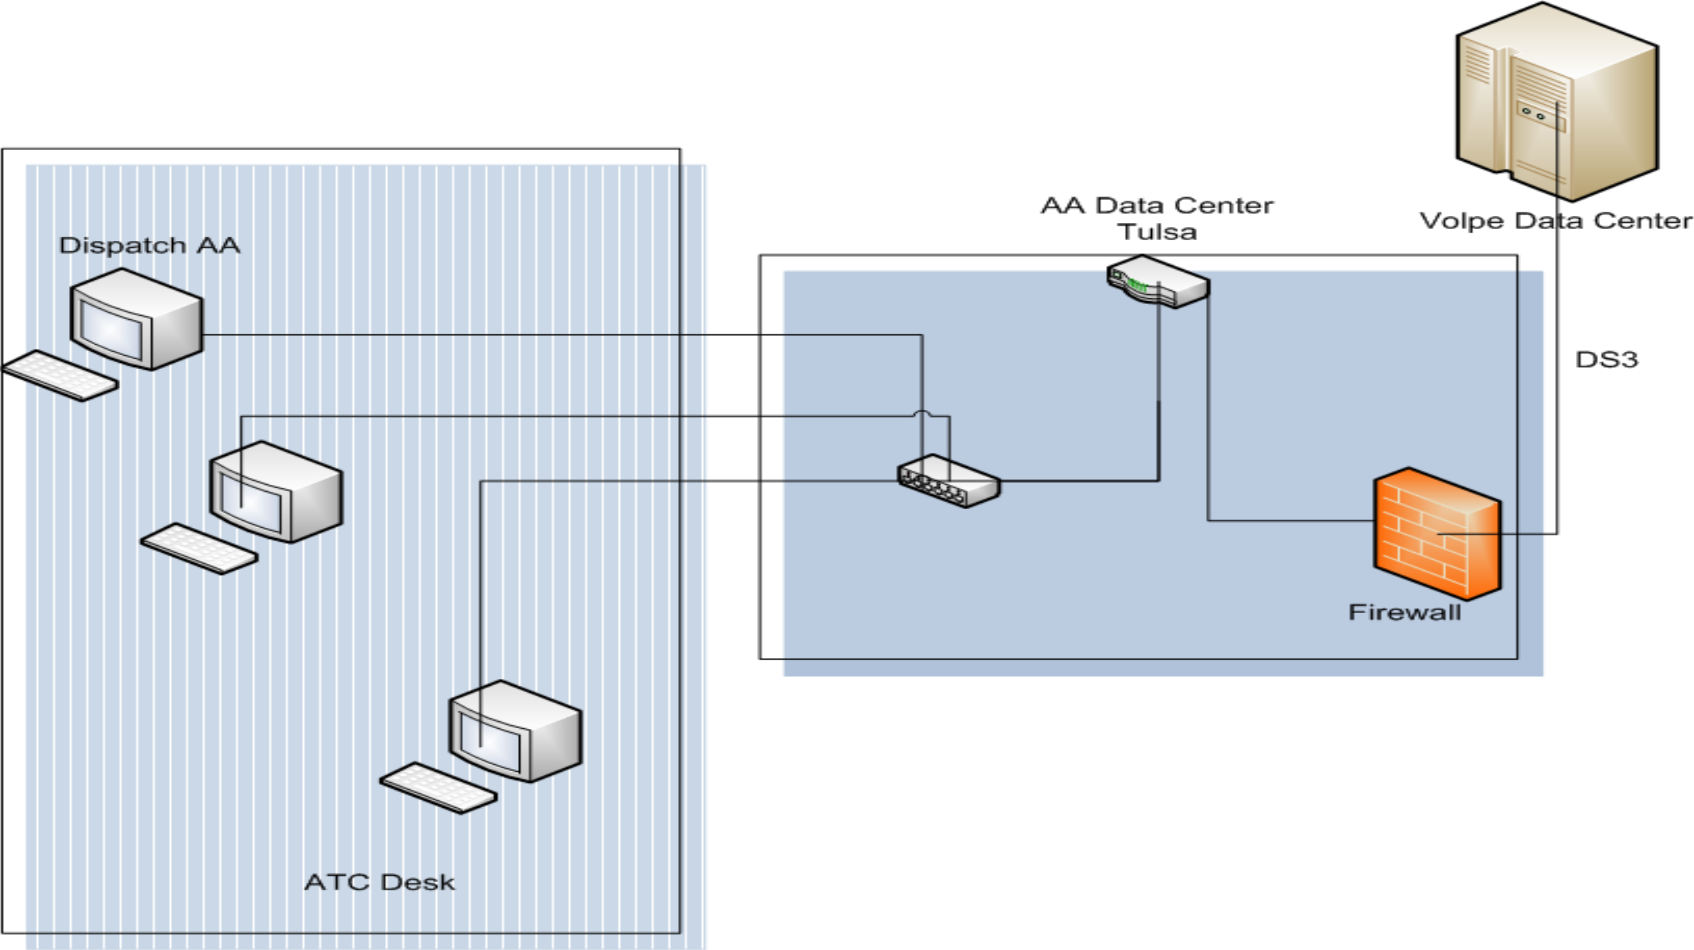 Dispatch AA
ATC Desk
AA Data Center
Tulsa
Volpe Data Center
DS3
Firewall